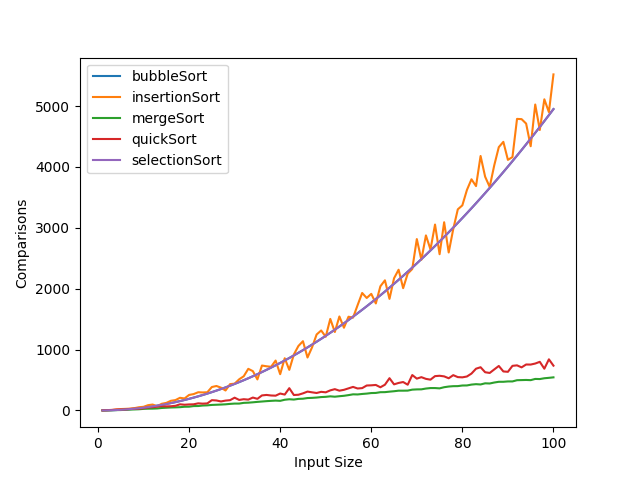 bubbleSort
insertionSort
mergeSort
quickSort
selectionSort
5000
4000
3000
2000
1000
0
Comparisons
0 20 40 60 80 100
Input Size